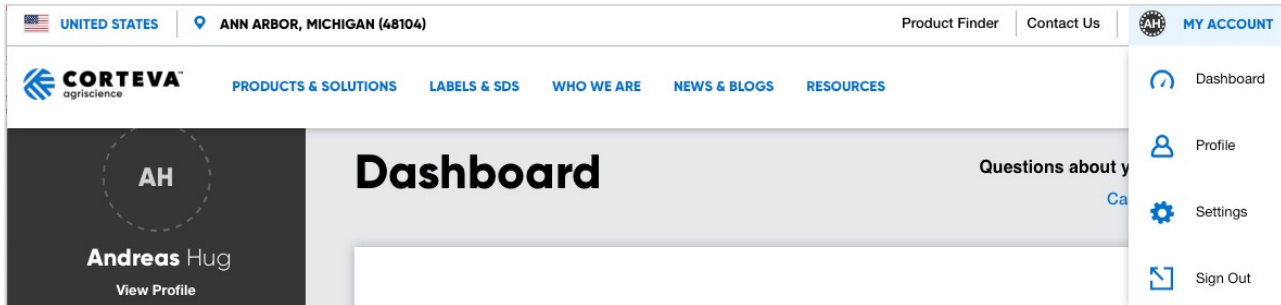 UNITED STATES
ANN ARBOR, MICHIGAN (48104)
Product Finder
Contact Us
AH
MY ACCOUNT
CORTEVA™
agriscience
PRODUCTS & SOLUTIONS
LABELS & SDS
WHO WE ARE
NEWS & BLOGS
RESOURCES
Dashboard
Profile
Settings
Sign Out
AH
Andreas Hug
View Profile
Dashboard
Questions about y
Ca